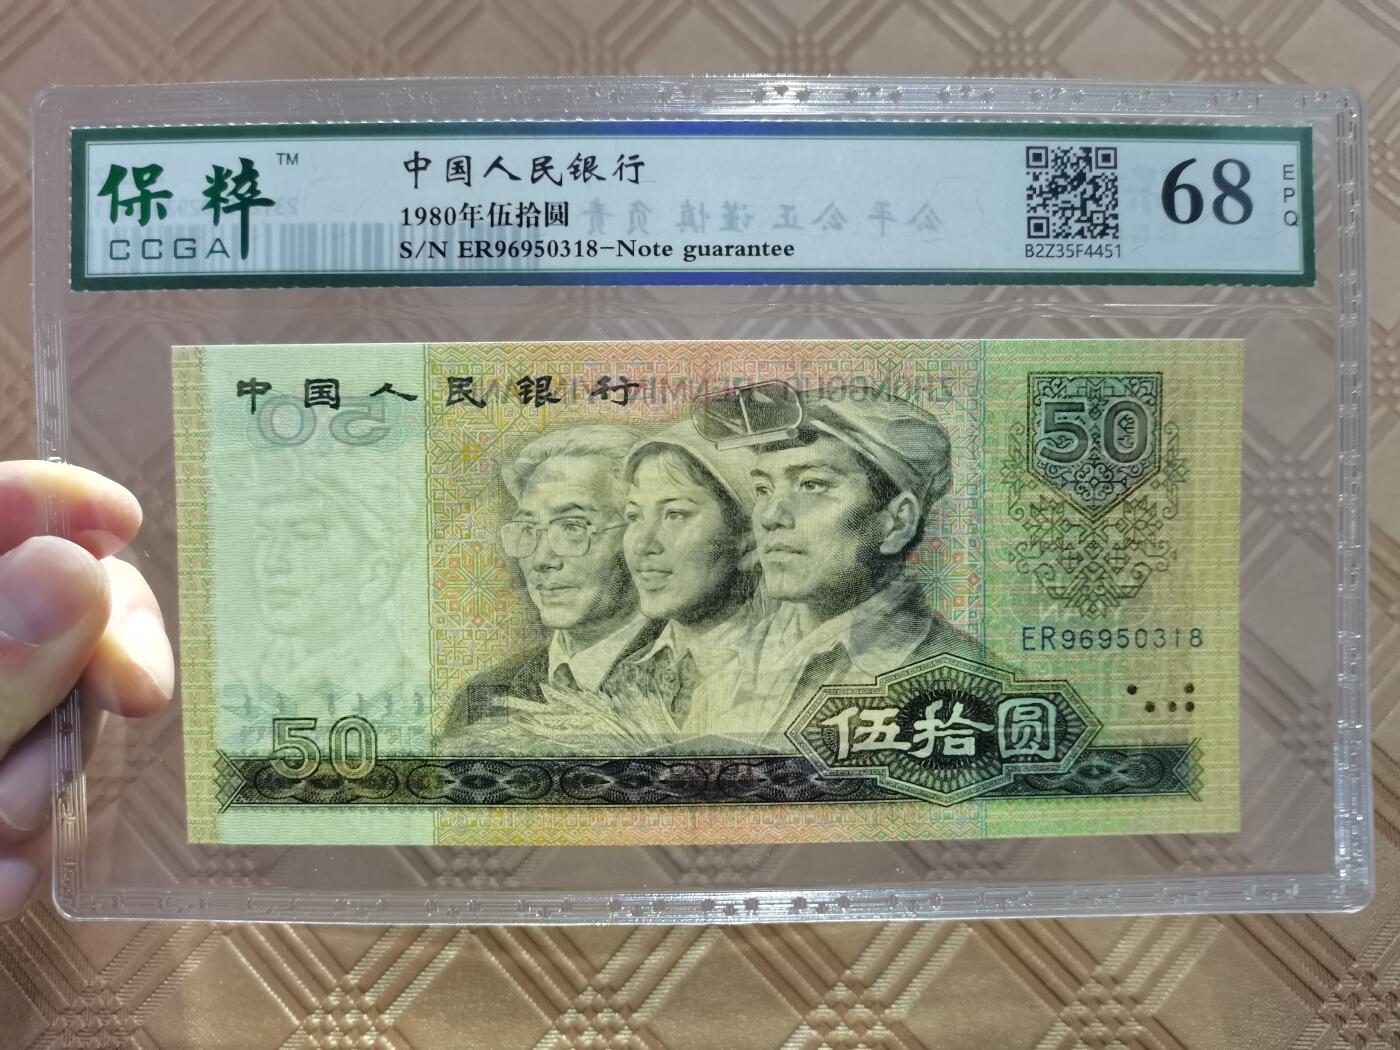 保粹 TM
CCGA
中国人民银行
1980年伍拾圆
S/N ER96950318-Note guarantee
公平公正谨慎负责
B2Z35F4451
68
EPQ
中国人民银行
50
50
ER96950318
50
伍拾圆